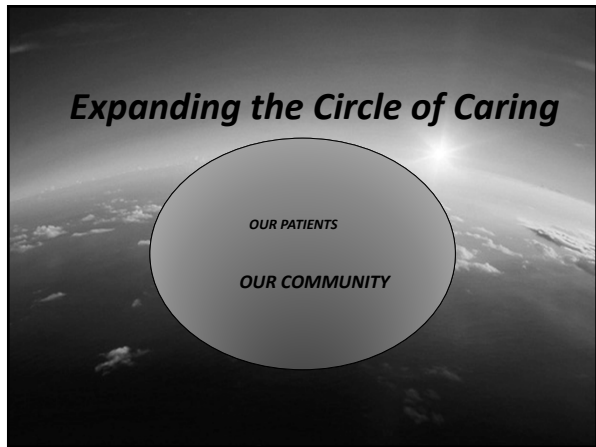 Expanding the Circle of Caring
OUR PATIENTS
OUR COMMUNITY